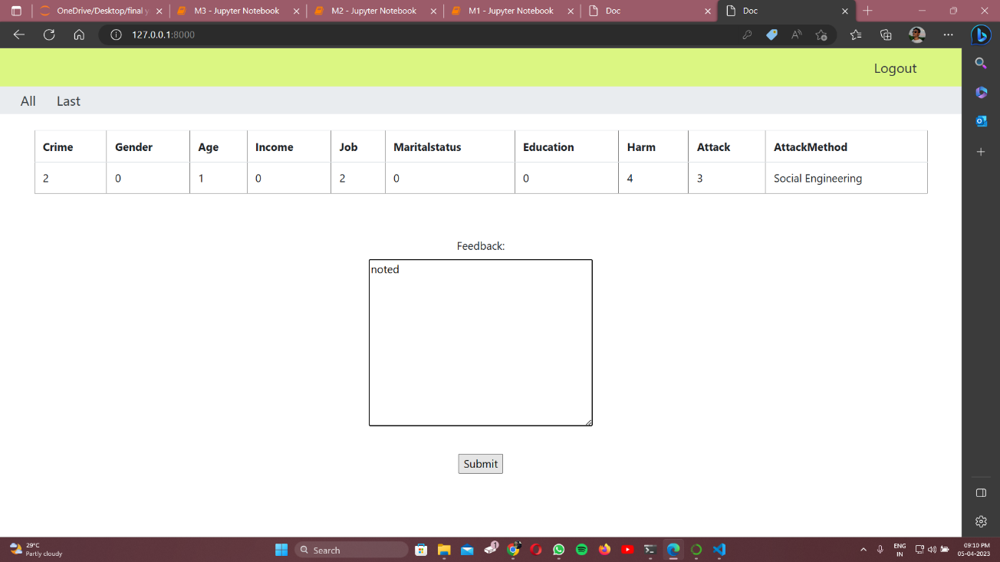 OneDrive/Desktop/final y
M3 - Jupyter Notebook
M2 - Jupyter Notebook
M1 - Jupyter Notebook
Doc
Doc
127.0.0.1:8000
Logout
All Last
Crime Gender Age Income Job Maritalstatus Education Harm Attack AttackMethod
2 0 1 0 2 0 0 4 3 Social Engineering
Feedback:
noted
Submit
29°C
Partly cloudy
Search
1
ENG
IN
09:10 PM
05-04-2023